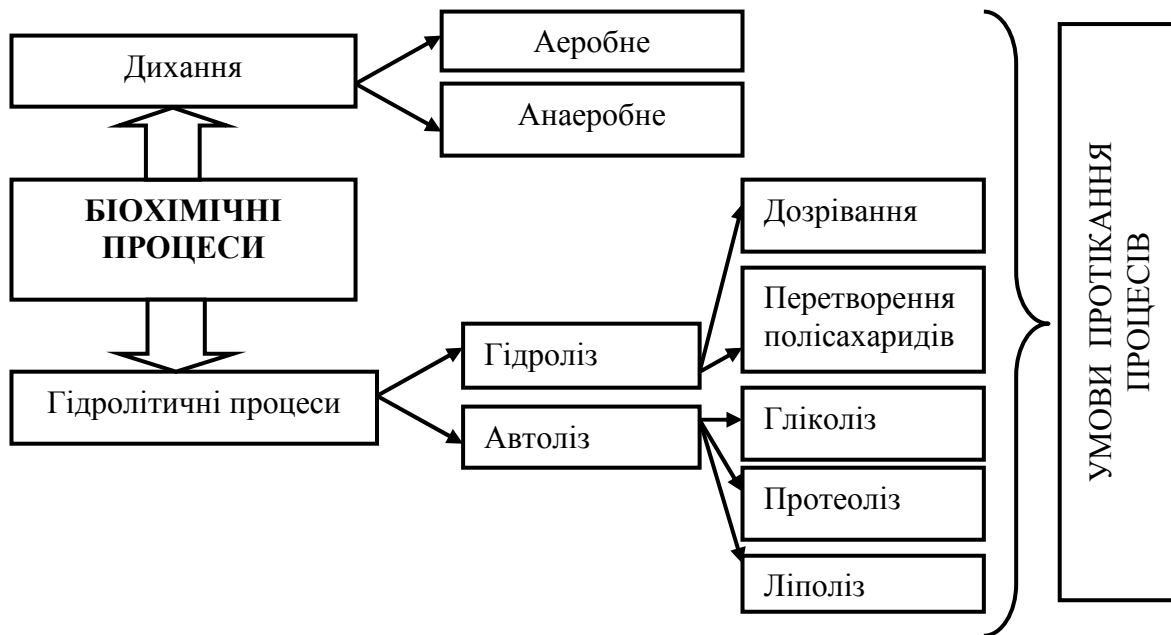 Аеробне
Дихання
Анаеробне
БІОХІМІЧНІ
ПРОЦЕСИ
Дозрівання
Перетворення
полісахаридів
Гідроліз
Гідролітичні процеси
Автоліз
Гліколіз
Протеоліз
Ліполіз
УМОВИ ПРОТІКАННЯ
ПРОЦЕСІВ